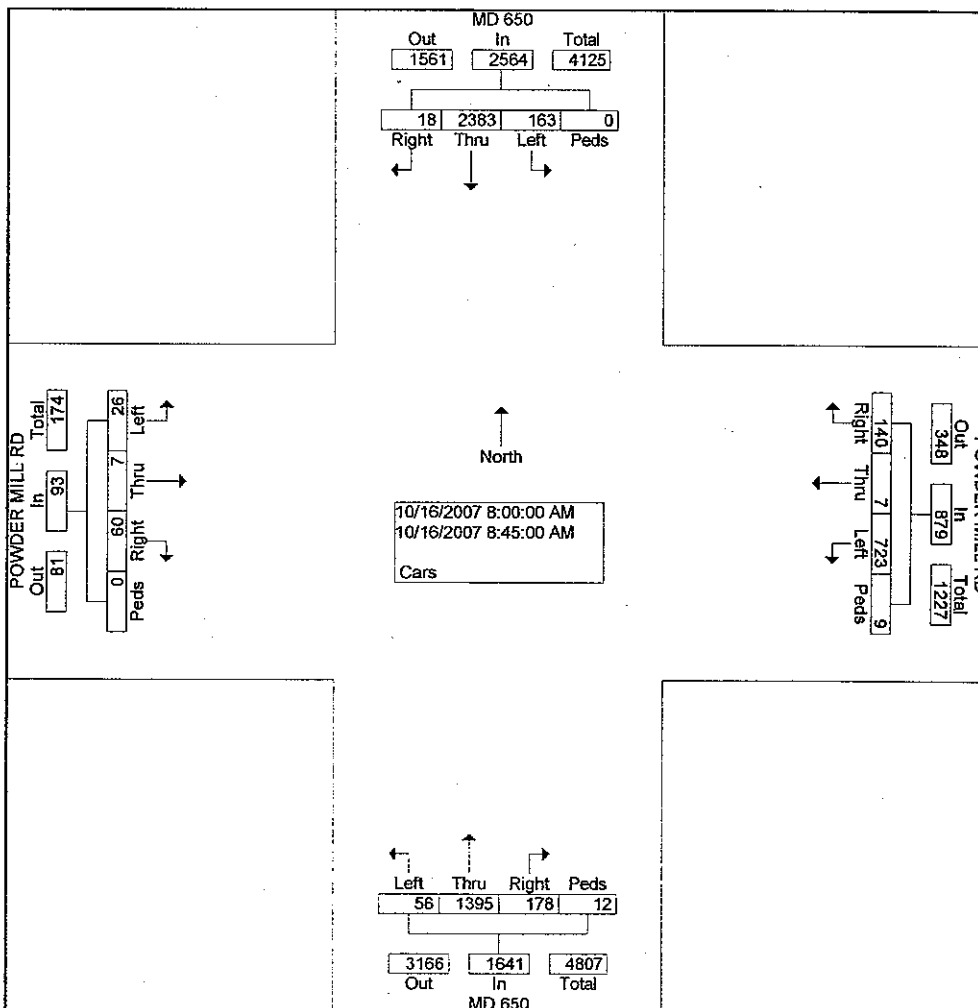 MD 650
Out In Total
1561 2564 4125
18 2383 163 0
Right Thru Left Peds
POWDER MILL RD
Total In Out
174 93 81
26 7 60 0
Left Thru Right Peds
North
10/16/2007 8:00:00 AM
10/16/2007 8:45:00 AM
Cars
Right Thru Left Peds
140 7 723 9
348 879 1227
Out In Total
Left Thru Right Peds
56 1395 178 12
3166 1641 4807
Out In Total
MD 650